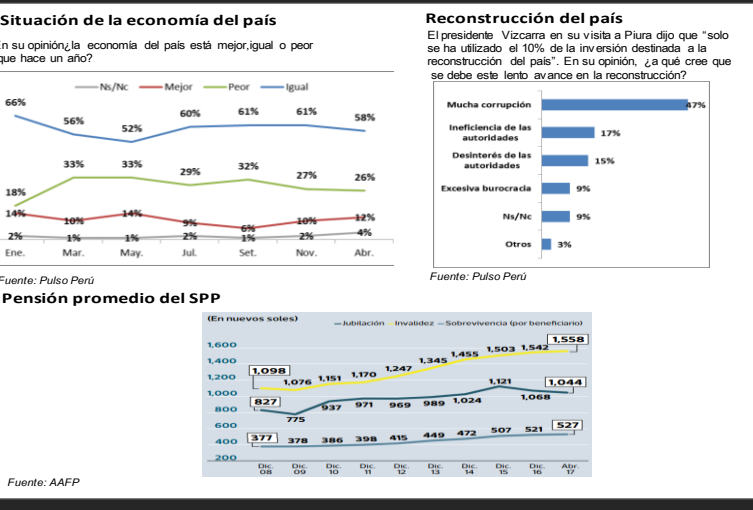 Situación de la economía del país
En su opinión¿la economía del país está mejor,igual o peor
que hace un año?
Ns/Nc Mejor Peor Igual
66% 56% 52% 60% 61% 61% 58%
18% 33% 33% 29% 32% 27% 26%
14% 10% 14% 9% 6% 10% 12%
2% 1% 1% 2% 1% 2% 4%
Ene. Mar. May. Jul. Set. Nov. Abr.
Fuente: Pulso Perú
Reconstrucción del país
El presidente Vizcarra en su visita a Piura dijo que “solo
se ha utilizado el 10% de la inversión destinada a la
reconstrucción del país". En su opinión, ¿a qué cree que
se debe este lento avance en la reconstrucción?
Mucha corrupción 47%
Ineficiencia de las
autoridades 17%
Desinterés de las
autoridades 15%
Excesiva burocracia 9%
Ns/Nc 9%
Otros 3%
Fuente: Pulso Perú
Pensión promedio del SPP
(En nuevos soles)
Jubilación Invalidez Sobrevivencia (por beneficiario)
1,600
1,400
1,200
1,000
800
600
400
200
1,098 1,076 1,151 1,170 1,247 1,345 1,455 1,503 1,542 1,558
827 775 937 971 969 989 1,024 1,121 1,068 1,044
377 378 386 398 415 449 472 507 521 527
Dic. Dic. Dic. Dic. Dic. Dic. Dic. Dic. Dic. Abr.
08 09 10 11 12 13 14 15 16 17
Fuente: AAFP